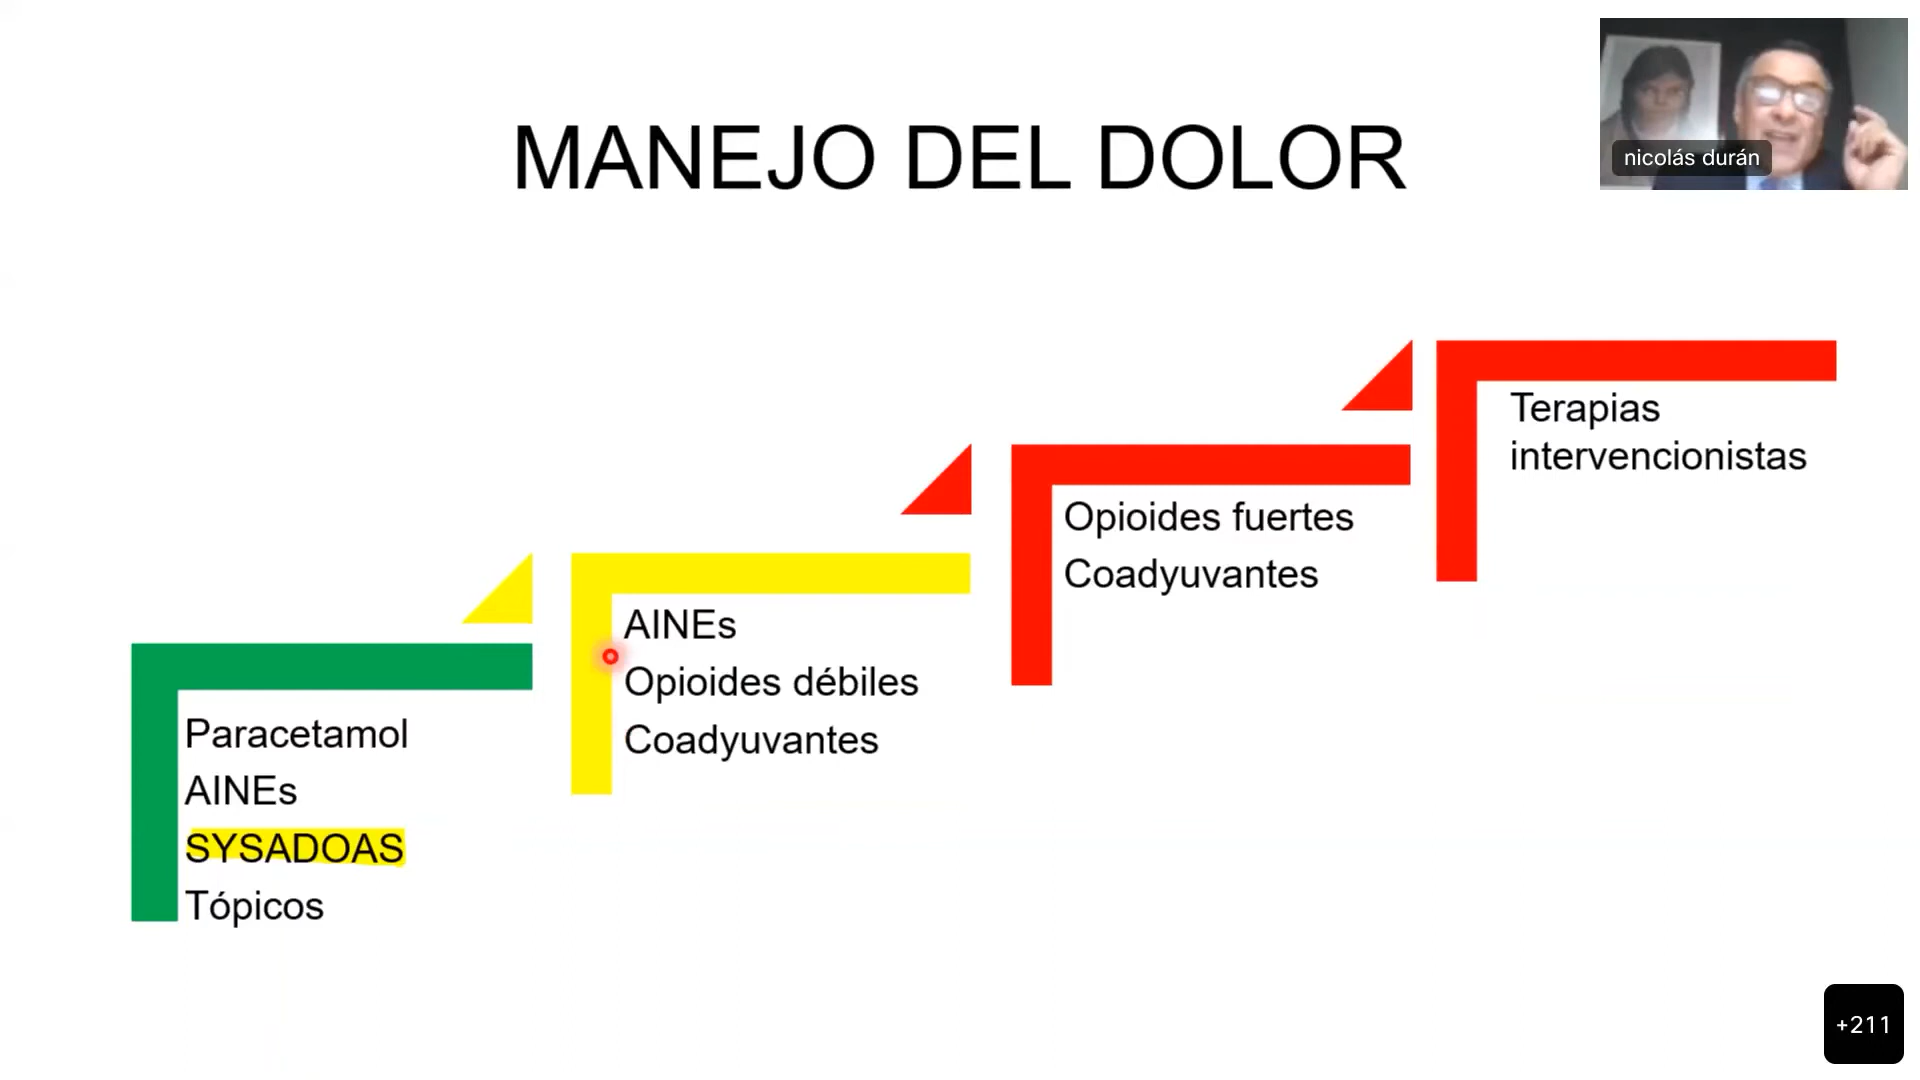 MANEJO DEL DOLOR
nicolás durán
Paracetamol
AINEs
SYSADOAS
Tópicos
AINEs
Opioides débiles
Coadyuvantes
Opioides fuertes
Coadyuvantes
Terapias
intervencionistas
+211